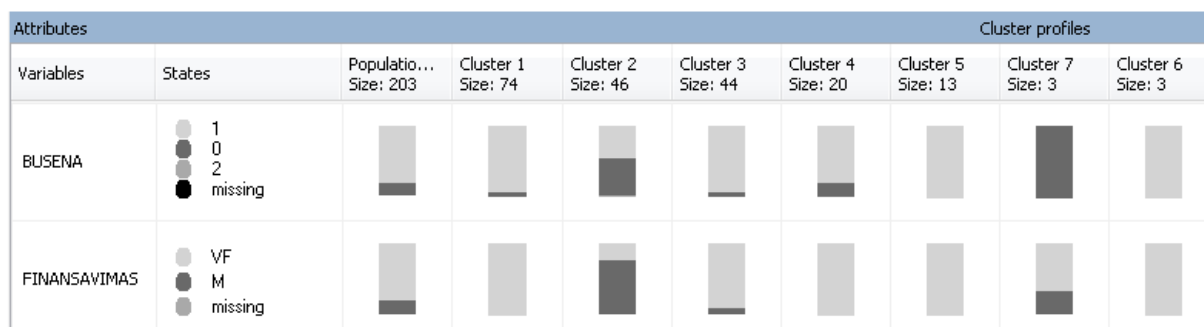 Attributes Cluster profiles
Variables States Populatio... Cluster 1 Cluster 2 Cluster 3 Cluster 4 Cluster 5 Cluster 7 Cluster 6
Size: 203 Size: 74 Size: 46 Size: 44 Size: 20 Size: 13 Size: 3 Size: 3
BUSENA
1
0
2
missing
FINANSAVIMAS
VF
M
missing